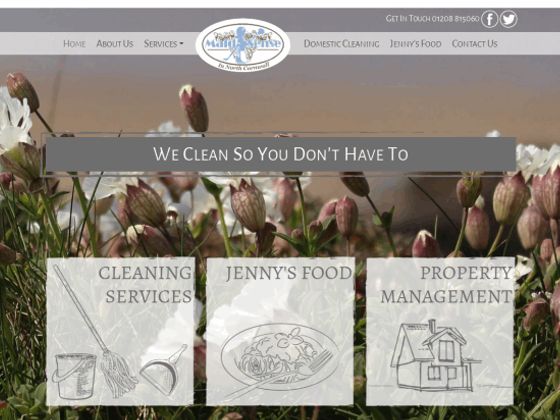 Get In Touch 01208 815060
Home About Us Services Domestic Cleaning Jenny's Food Contact Us
Maid Sense
In North Cornwall
We Clean So You Don't Have To
CLEANING
SERVICES
JENNY'S FOOD
PROPERTY
MANAGEMENT